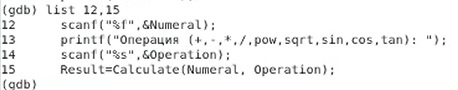 (gdb) list 12,15
12 scanf("%f",&Numeral);
13 printf("Операция (+,-,*,/,pow,sqrt,sin,cos,tan): ");
14 scanf("%s",&Operation);
15 Result=Calculate(Numeral, Operation);
(gdb)